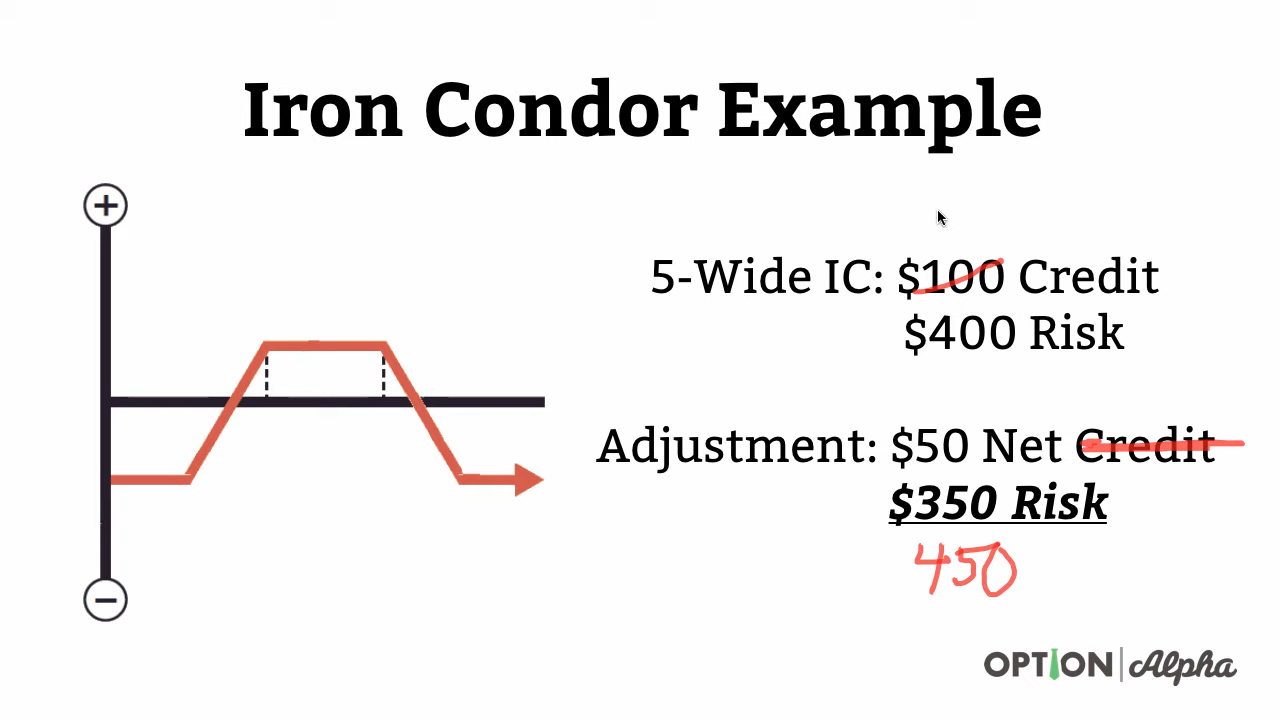 Iron Condor Example
+
5-Wide IC: $100 Credit
$400 Risk
Adjustment: $50 Net Credit
$350 Risk
450
−
OPTION | Alpha